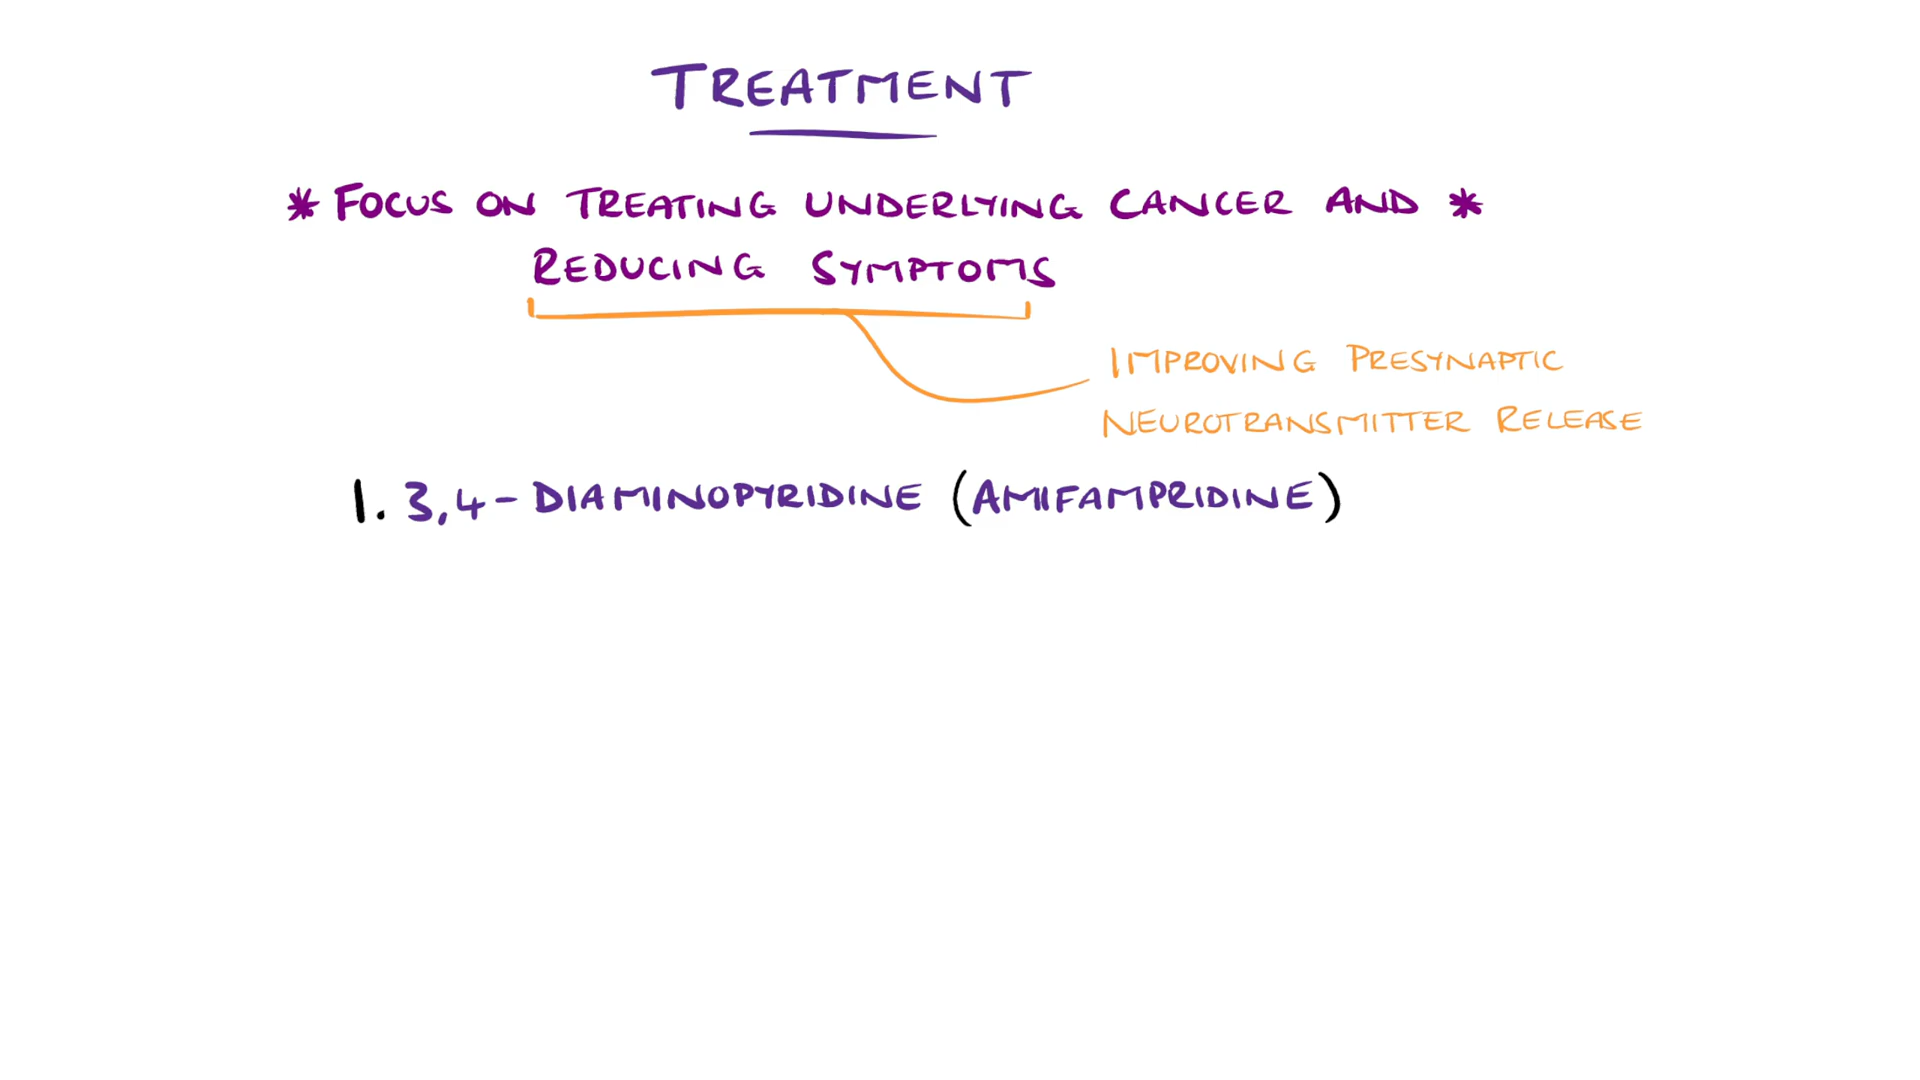 TREATMENT
* FOCUS ON TREATING UNDERLYING CANCER AND *
REDUCING SYMPTOMS
IMPROVING PRESYNAPTIC
NEUROTRANSMITTER RELEASE
1. 3,4-DIAMINOPYRIDINE (AMIFAMPRIDINE)